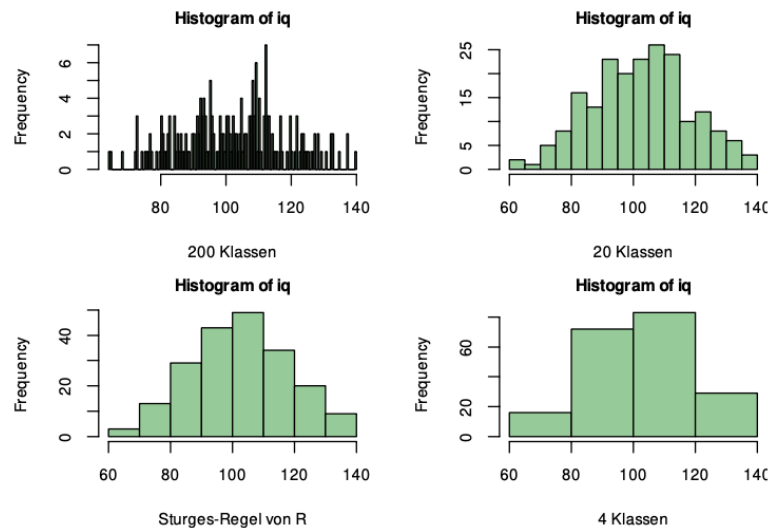 Histogram of iq
Frequency
0 2 4 6
80 100 120 140
200 Klassen
Histogram of iq
Frequency
0 5 15 25
60 80 100 120 140
20 Klassen
Histogram of iq
Frequency
0 20 40
60 80 100 120 140
Sturges-Regel von R
Histogram of iq
Frequency
0 20 60
60 80 100 120 140
4 Klassen